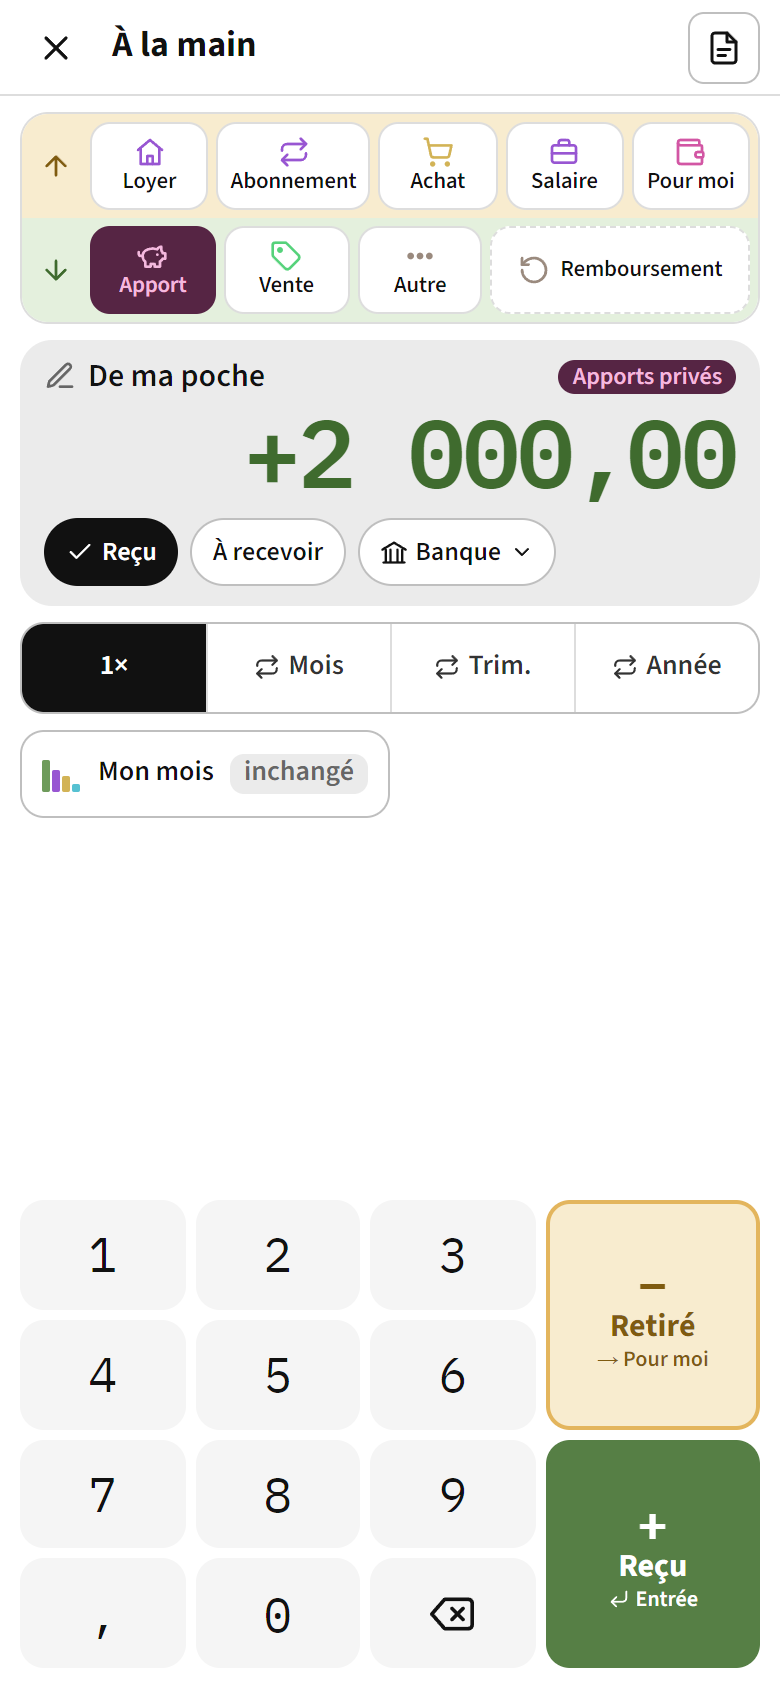 À la main
Loyer
Abonnement
Achat
Salaire
Pour moi
Apport
Vente
Autre
Remboursement
De ma poche
Apports privés
+2 000,00
Reçu
À recevoir
Banque
1×
Mois
Trim.
Année
Mon mois
inchangé
1
2
3
−
Retiré
→ Pour moi
4
5
6
7
8
9
+
Reçu
↵ Entrée
,
0